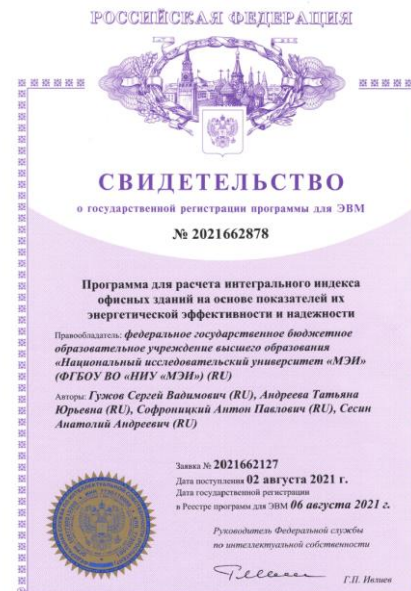 РОССИЙСКАЯ ФЕДЕРАЦИЯ
СВИДЕТЕЛЬСТВО
о государственной регистрации программы для ЭВМ
№ 2021662878
Программа для расчета интегрального индекса
офисных зданий на основе показателей их
энергетической эффективности и надежности
Правообладатель: федеральное государственное бюджетное
образовательное учреждение высшего образования
«Национальный исследовательский университет «МЭИ»
(ФГБОУ ВО «НИУ «МЭИ») (RU)
Авторы: Гужов Сергей Вадимович (RU), Андреева Татьяна
Юрьевна (RU), Софроницкий Антон Павлович (RU), Сесин
Анатолий Андреевич (RU)
Заявка № 2021662127
Дата поступления 02 августа 2021 г.
Дата государственной регистрации
в Реестре программ для ЭВМ 06 августа 2021 г.
Руководитель Федеральной службы
по интеллектуальной собственности
Г.П. Ивлиев